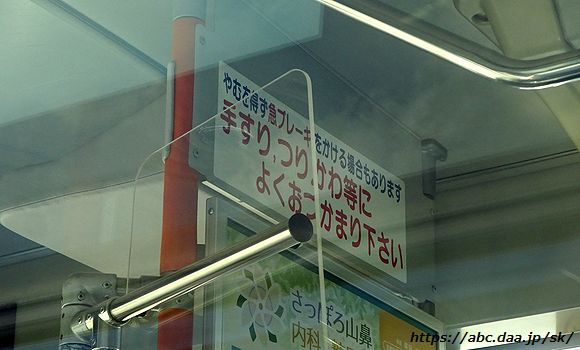 やむを得ず急ブレーキをかける場合もあります
手すり、つりかわ等に
よくおつかまり下さい
さっぽろ山鼻
内科
https://abc.daa.jp/sk/